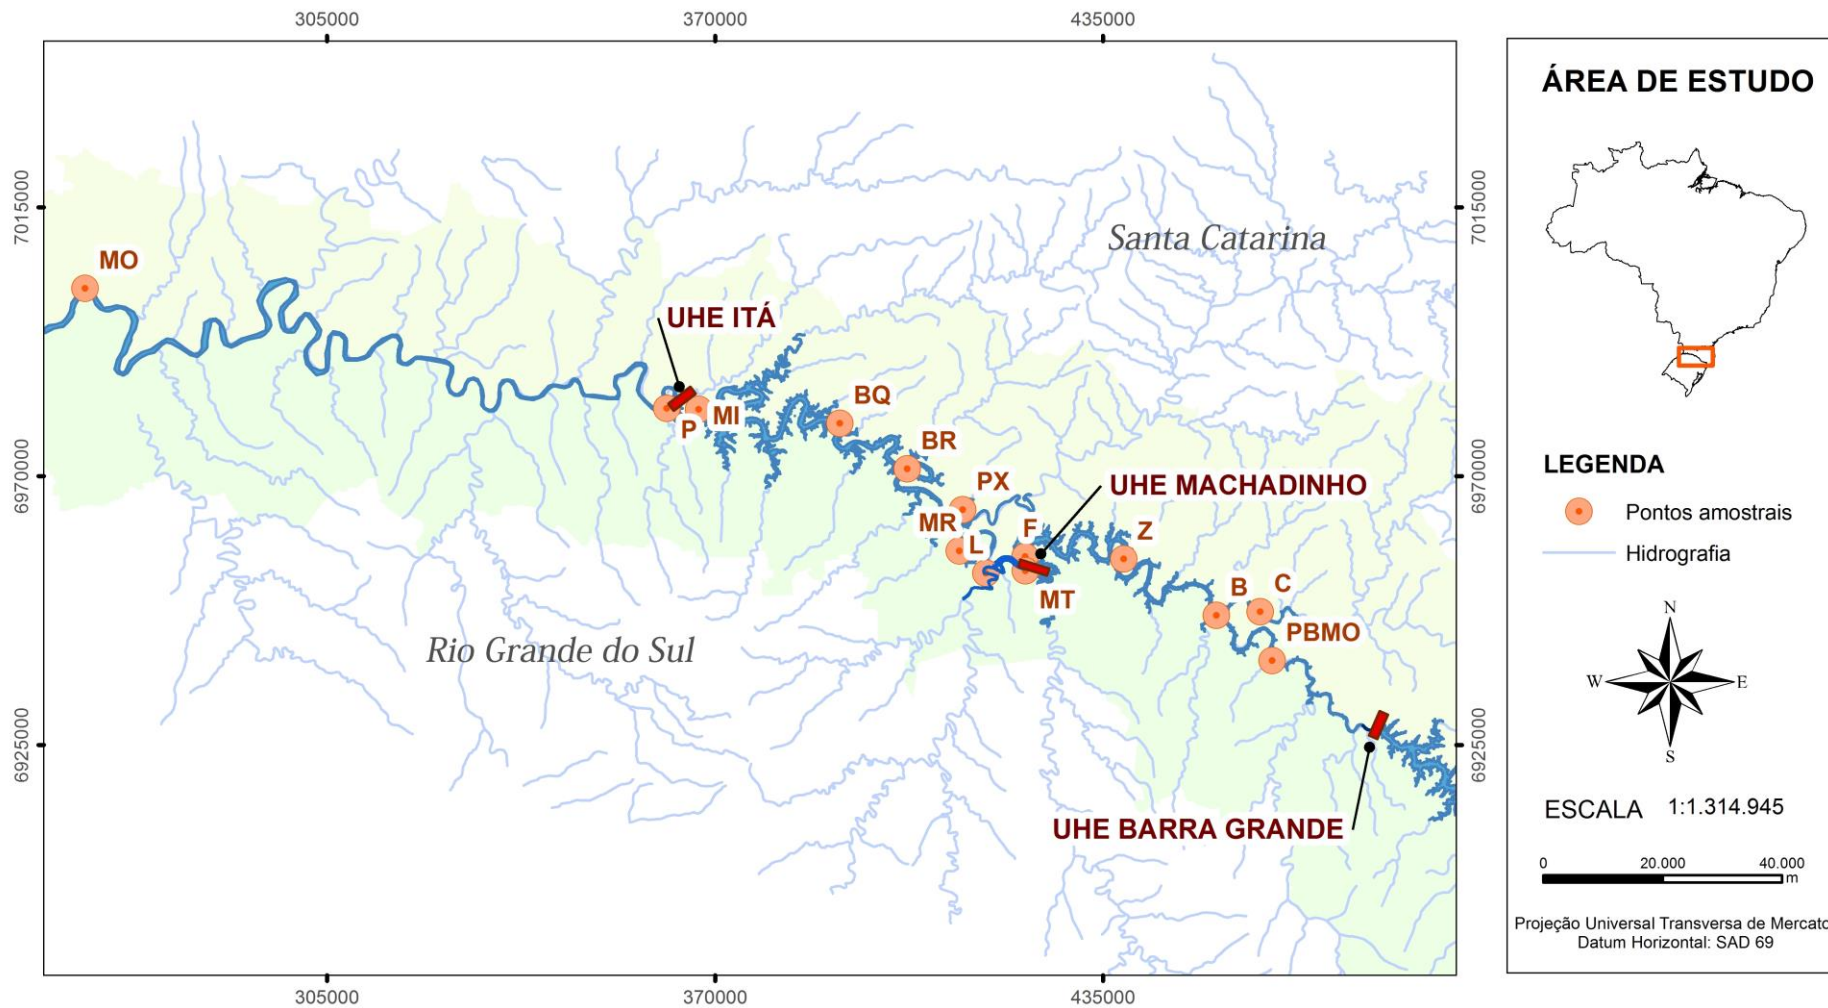 305000
370000
435000
7015000
7015000
6970000
6970000
6925000
6925000
MO
Santa Catarina
UHE ITÁ
P
MI
BQ
BR
PX
UHE MACHADINHO
MR
L
F
Z
MT
B
C
PBMO
Rio Grande do Sul
UHE BARRA GRANDE
305000
370000
435000
ÁREA DE ESTUDO
LEGENDA
Pontos amostrais
Hidrografia
N
W
E
S
ESCALA 1:1.314.945
0 20.000 40.000
m
Projeção Universal Transversa de Mercato
Datum Horizontal: SAD 69